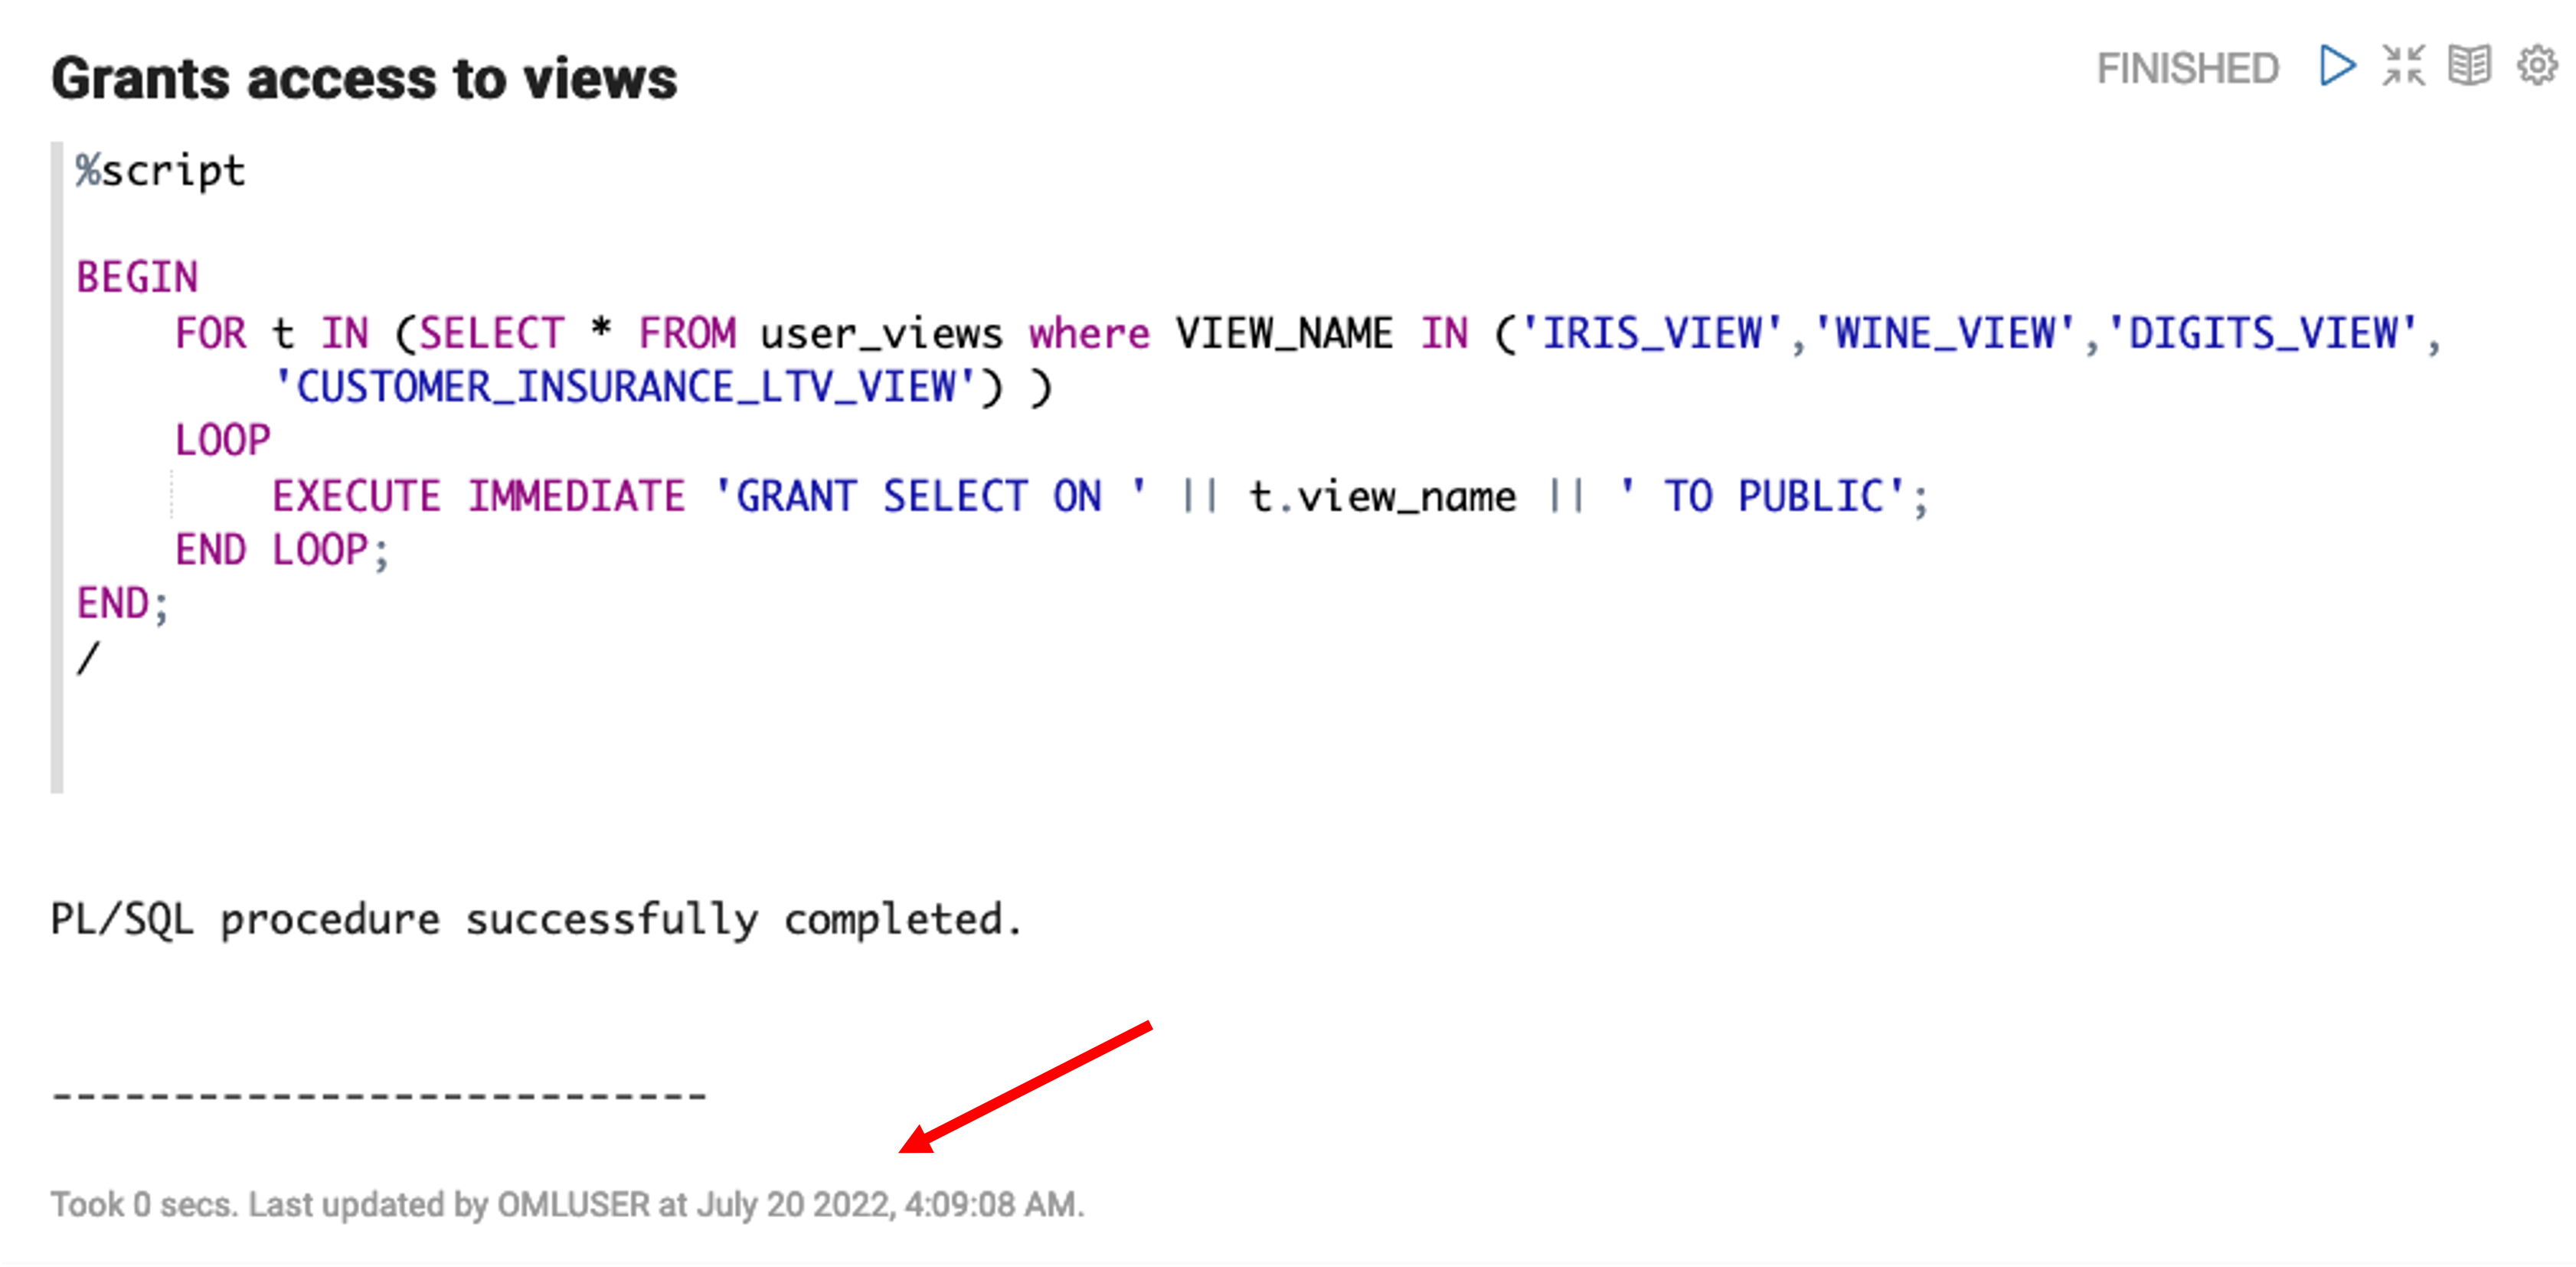 Grants access to views
FINISHED
%script
BEGIN
FOR t IN (SELECT * FROM user_views where VIEW_NAME IN ('IRIS_VIEW','WINE_VIEW','DIGITS_VIEW',
'CUSTOMER_INSURANCE_LTV_VIEW') )
LOOP
EXECUTE IMMEDIATE 'GRANT SELECT ON ' || t.view_name || ' TO PUBLIC';
END LOOP;
END;
/
PL/SQL procedure successfully completed.
---------------------------
Took 0 secs. Last updated by OMLUSER at July 20 2022, 4:09:08 AM.